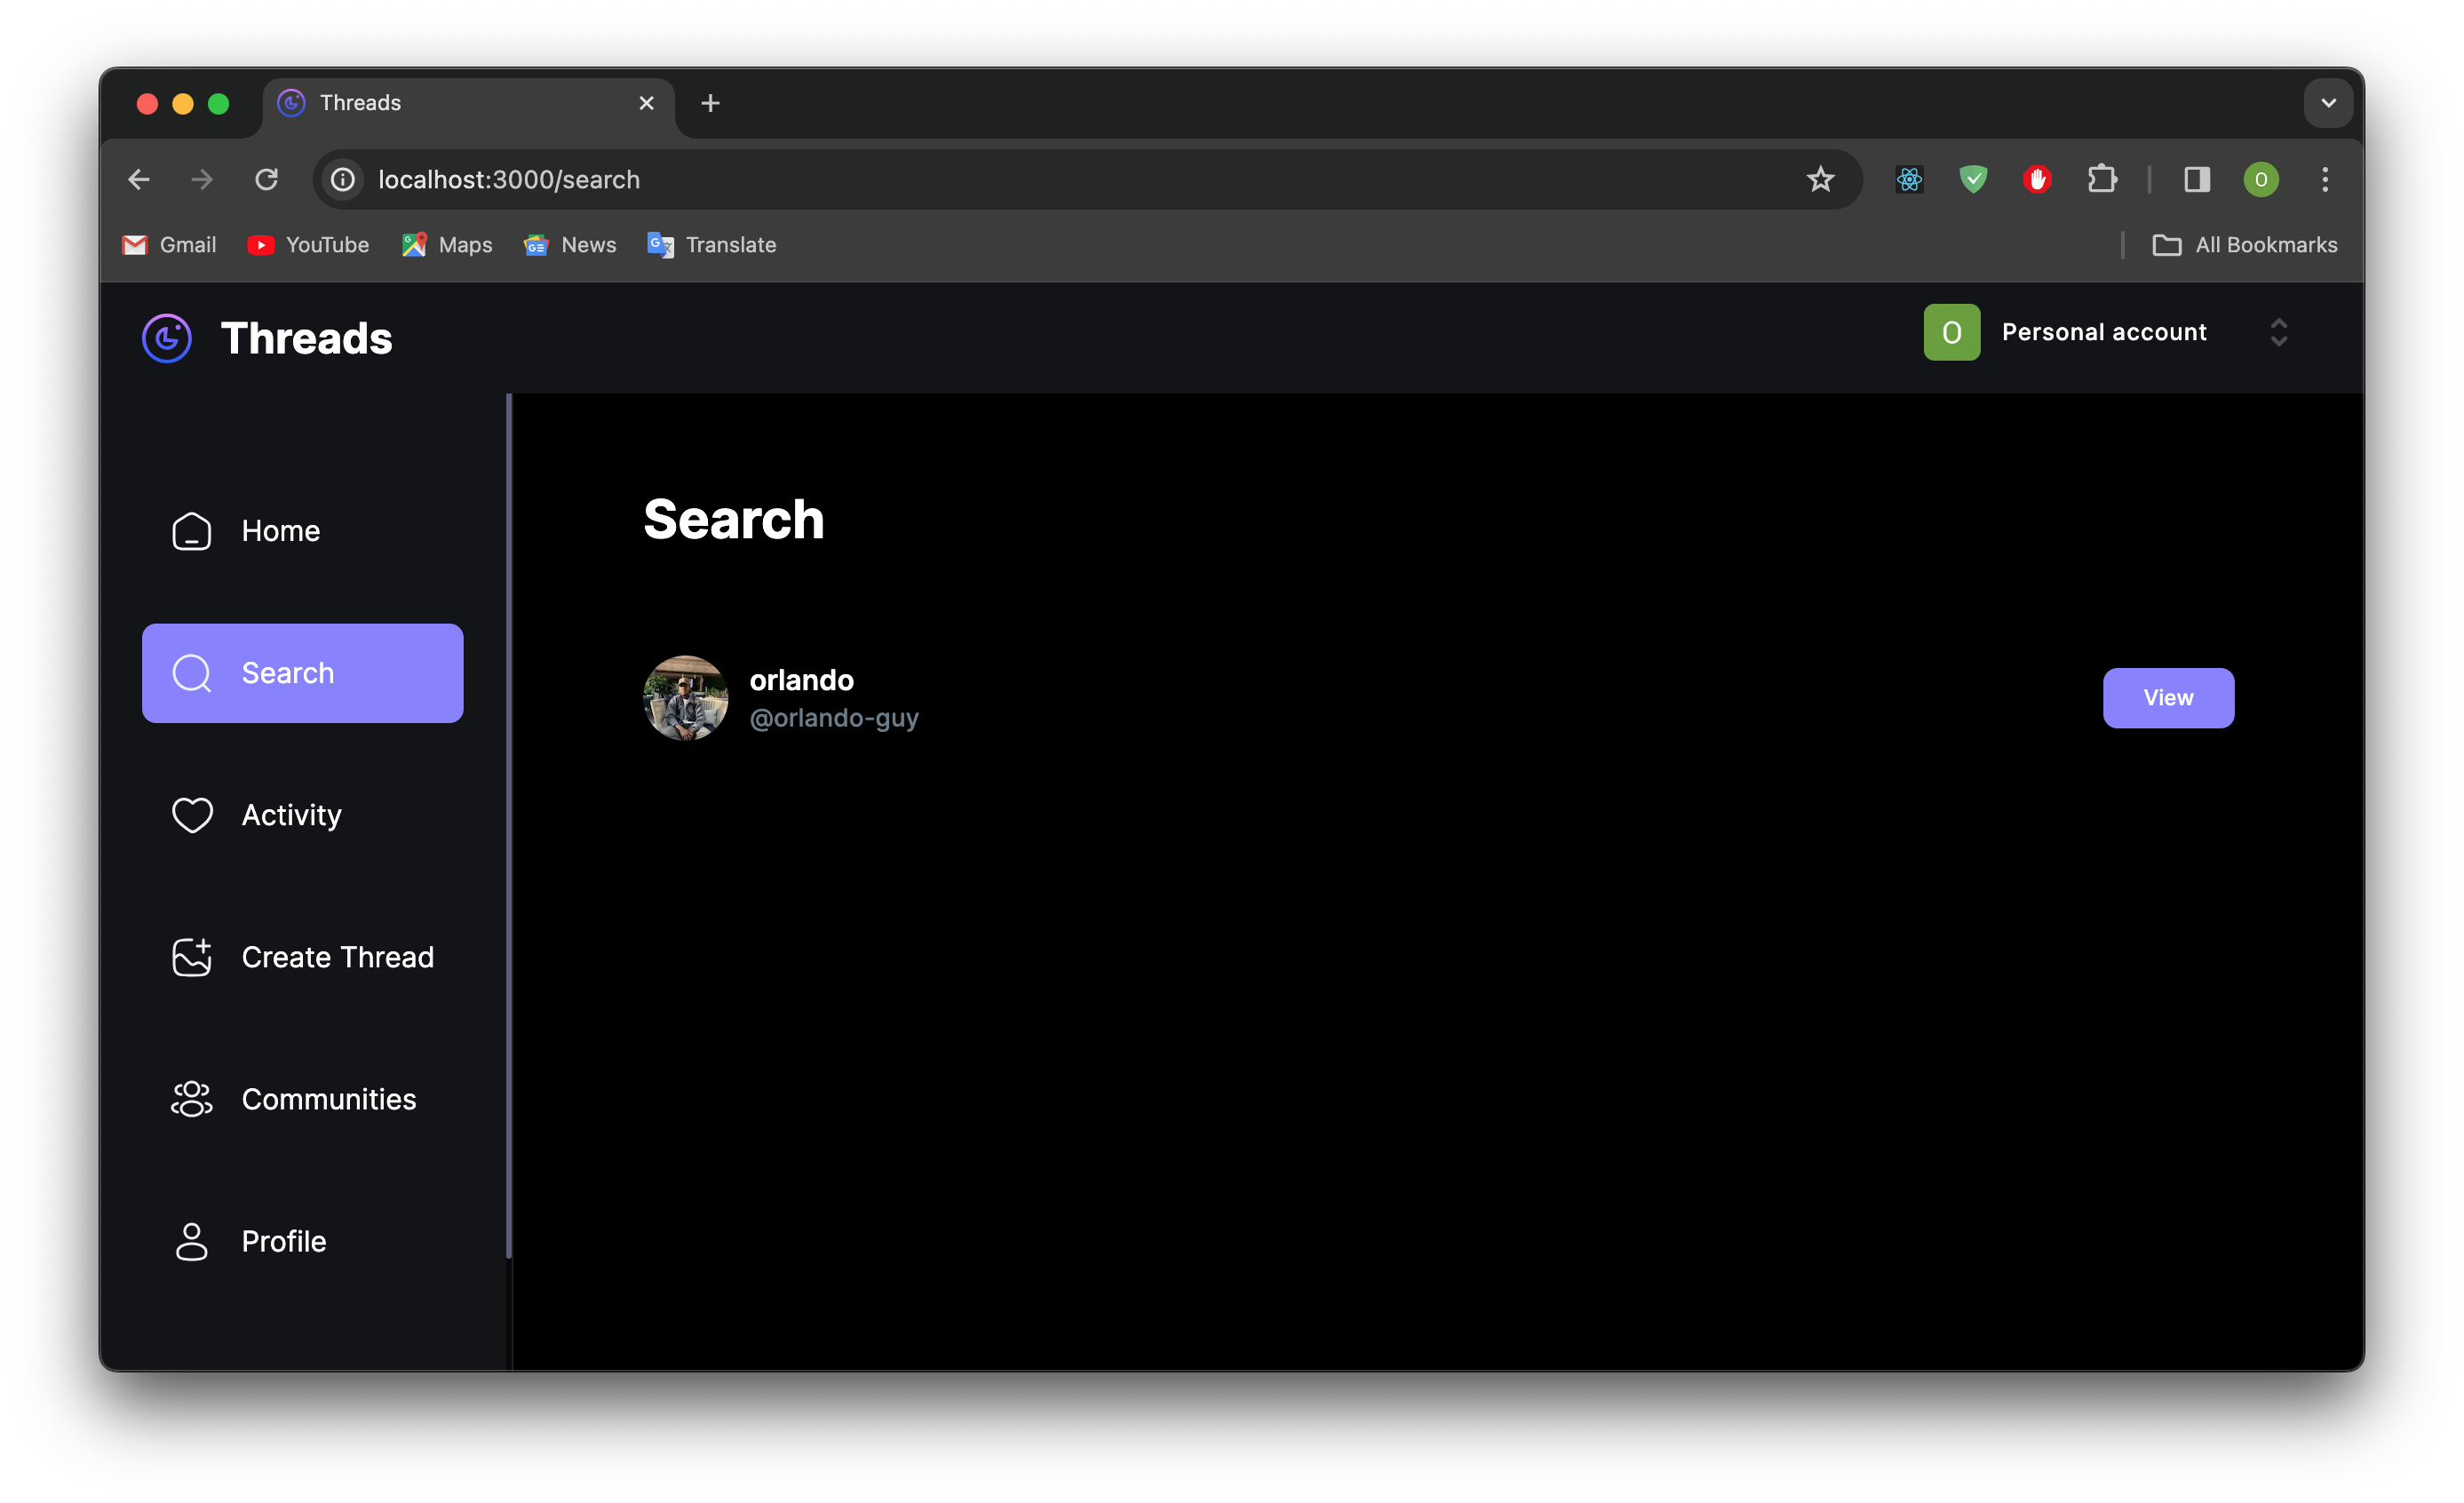 Threads
localhost:3000/search
O
Gmail
YouTube
Maps
News
Translate
All Bookmarks
Threads
O
Personal account
Home
Search
Activity
Create Thread
Communities
Profile
Search
orlando
@orlando-guy
View